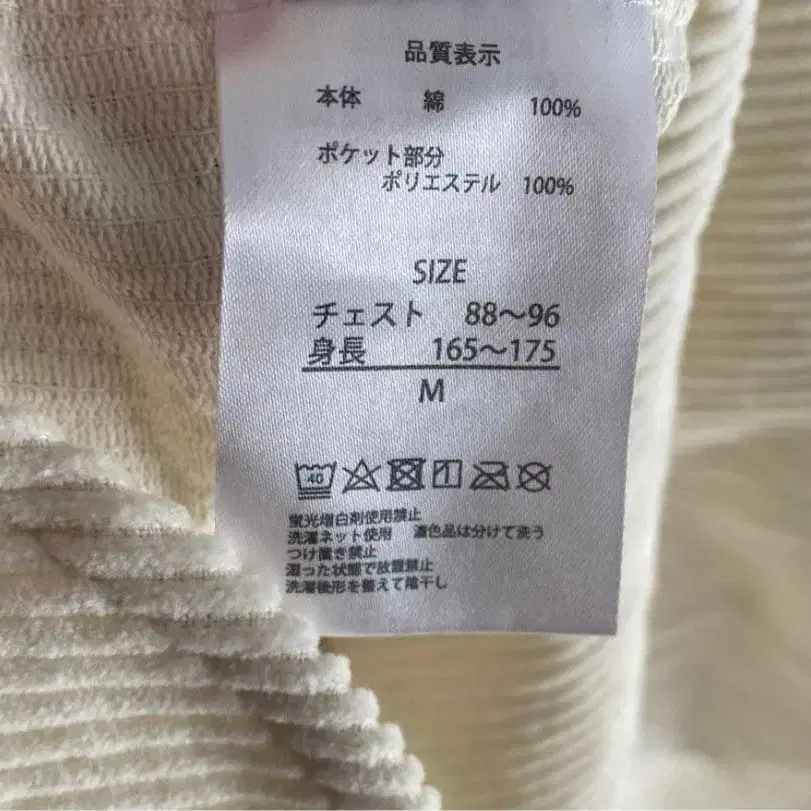 品質表示
本体 綿 100%
ポケット部分
ポリエステル 100%
SIZE
チェスト 88～96
身長 165～175
M
40
蛍光増白剤使用禁止
洗濯ネット使用 濃色品は分けて洗う
つけ置き禁止
湿った状態で放置禁止
洗濯後形を整えて陰干し